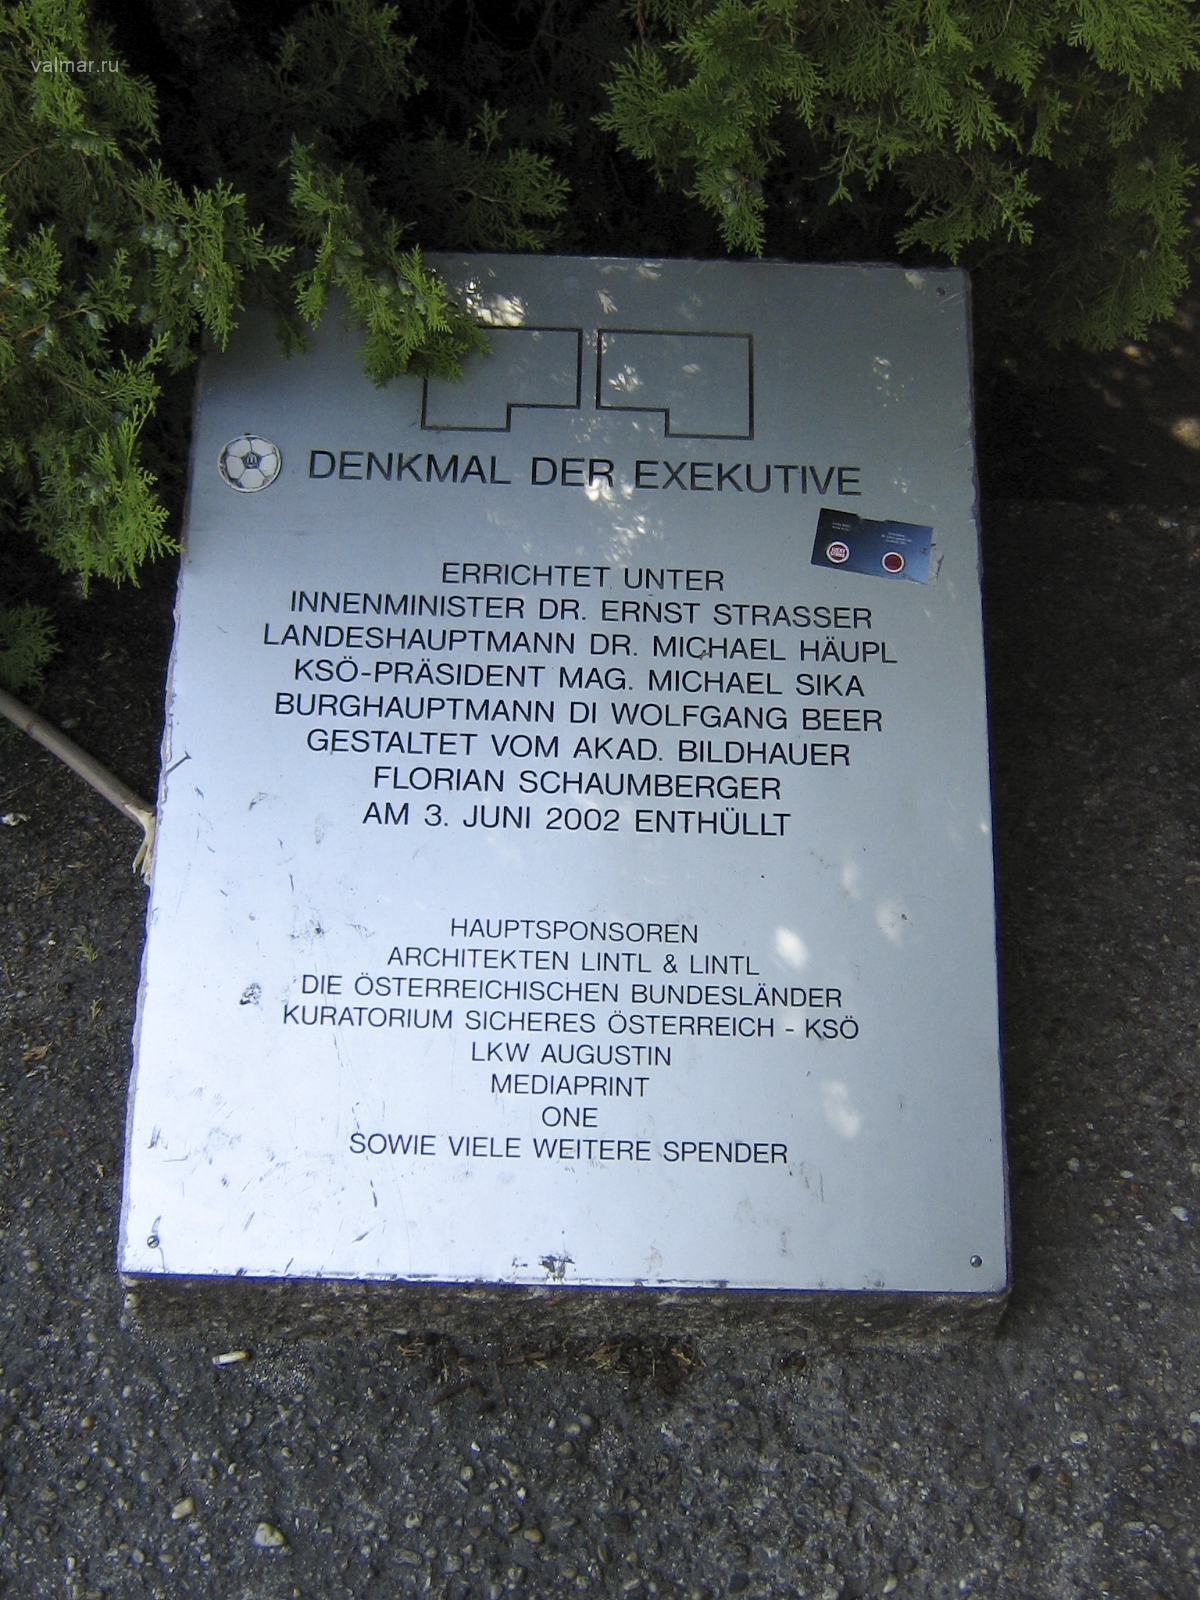 valmar.ru
DENKMAL DER EXEKUTIVE
ERRICHTET UNTER
INNENMINISTER DR. ERNST STRASSER
LANDESHAUPTMANN DR. MICHAEL HÄUPL
KSÖ-PRÄSIDENT MAG. MICHAEL SIKA
BURGHAUPTMANN DI WOLFGANG BEER
GESTALTET VOM AKAD. BILDHAUER
FLORIAN SCHAUMBERGER
AM 3. JUNI 2002 ENTHÜLLT
HAUPTSPONSOREN
ARCHITEKTEN LINTL & LINTL
DIE ÖSTERREICHISCHEN BUNDESLÄNDER
KURATORIUM SICHERES ÖSTERREICH - KSÖ
LKW AUGUSTIN
MEDIAPRINT
ONE
SOWIE VIELE WEITERE SPENDER